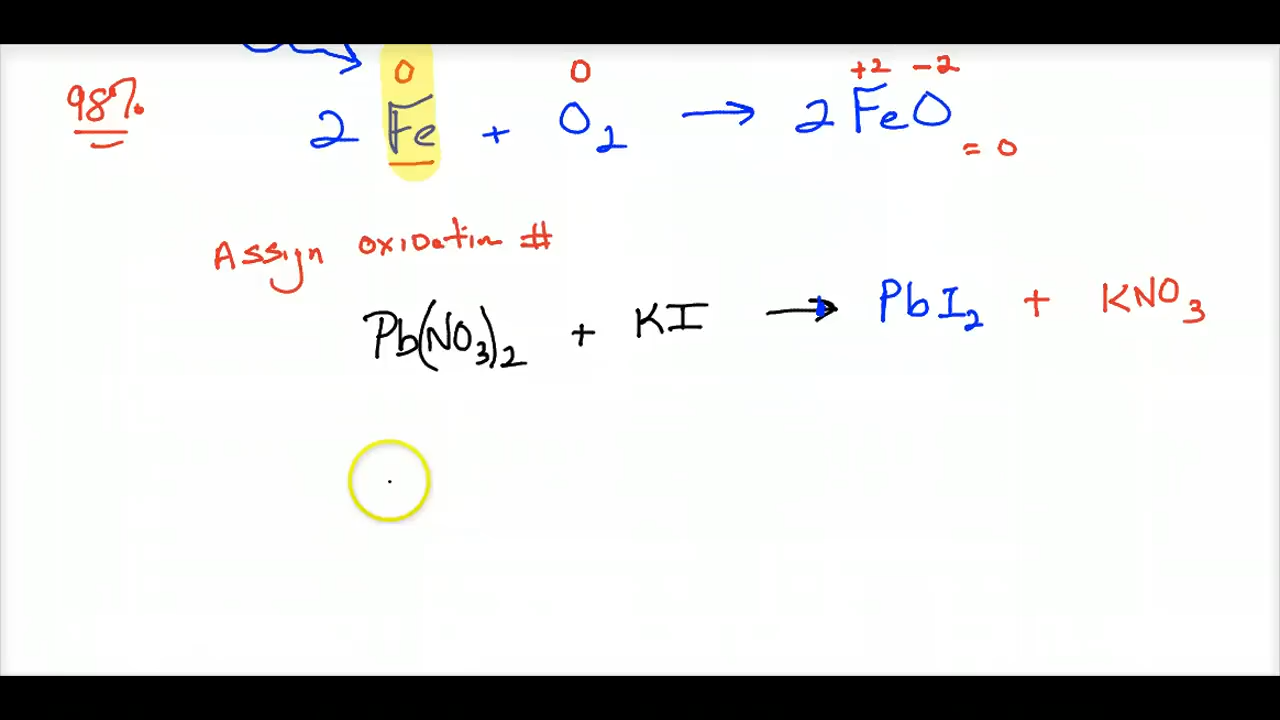 0 0 +2 -2
98%. 2 Fe + O2 → 2 FeO = 0
Assign oxidation #
Pb(NO3)2 + KI → PbI2 + KNO3